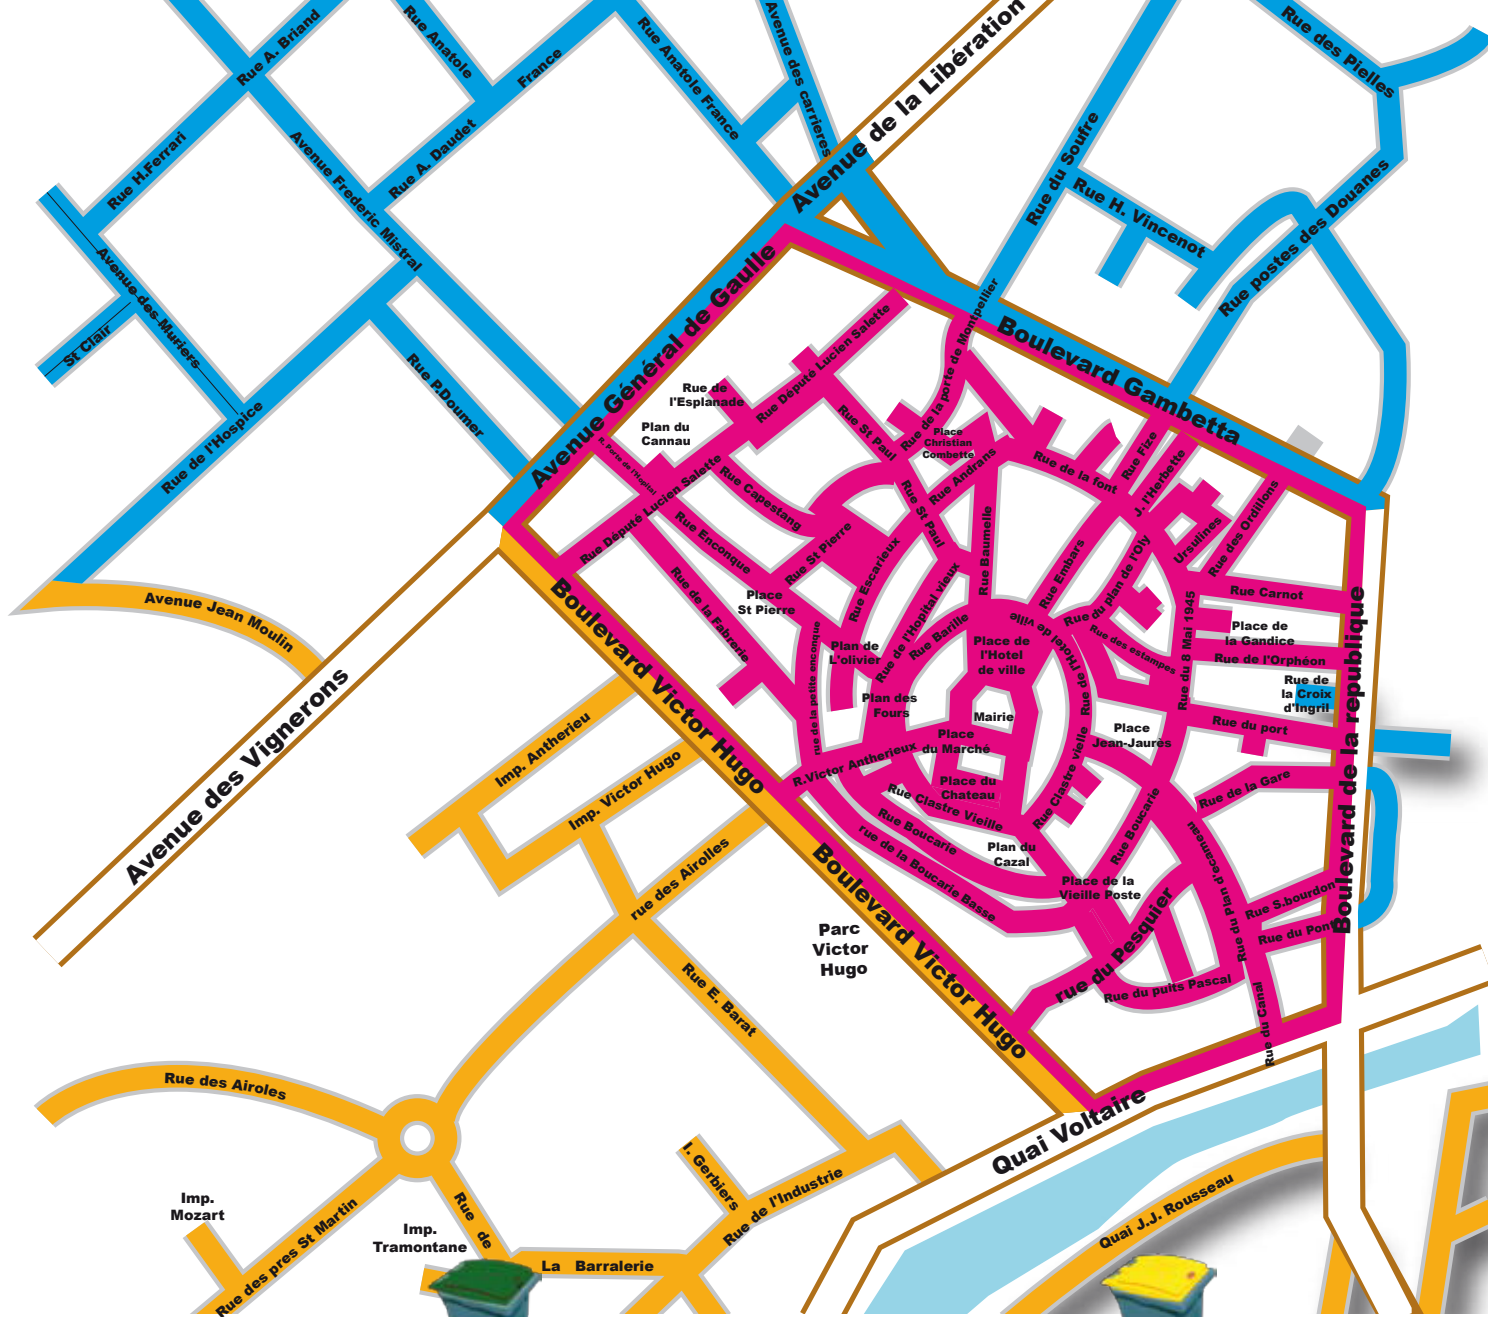 Rue A. Briand
Rue Anatole
France
Rue Anatole France
Avenue des carrieres
Avenue de la Libération
Rue des Pielles
Rue H.Ferrari
Avenue Frederic Mistral
Rue A. Daudet
Rue du Soufre
Rue H. Vincenot
Rue postes des Douanes
Avenue des Muriers
St Clair
Rue de l'Hospice
Rue P.Doumer
Avenue Général de Gaulle
Boulevard Gambetta
Rue de la porte de Montpellier
Rue Député Lucien Salette
Rue de
l'Esplanade
Plan du
Cannau
R. Porte de l'Hopital
Rue Député Lucien Salette
Rue St Paul
Place
Christian
Combette
Rue Andrans
Rue de la font
Rue Fize
J. l'Herbette
Rue Capestang
Rue St Paul
Rue Baumelle
Rue Embars
Rue du plan de l'Oly
Ursulines
Rue des Ordillons
Rue Enconque
Rue St Pierre
Rue Escarieux
Rue de l'Hopital vieux
Rue de la Fabrerie
Place
St Pierre
Rue Barille
Rue de l'Hotel de ville
Rue des estampes
Rue du 8 Mai 1945
Rue Carnot
Place de
la Gandice
Rue de l'Orphéon
Rue de
la Croix
d'Ingril
Rue du port
Boulevard de la republique
Avenue Jean Moulin
Avenue des Vignerons
Boulevard Victor Hugo
rue de la petite enconque
Plan de
L'olivier
Plan des
Fours
Place de
l'Hotel
de ville
Mairie
Place
du Marché
Place du
Chateau
Place
Jean-Jaurès
R.Victor Antherieux
Rue Clastre Vieille
Rue Clastre vielle
Rue Boucarie
rue de la Boucarie Basse
Plan du
Cazal
Rue Boucarie
Rue de la Gare
Place de la
Vieille Poste
Rue du Plan d'ecameau
Rue S.bourdon
Rue du Pont
rue du Pesquier
Rue du puits Pascal
Rue du Canal
Imp. Antherieu
Imp. Victor Hugo
rue des Airolles
Boulevard Victor Hugo
Parc
Victor
Hugo
Rue E. Barat
Rue des Airoles
Quai Voltaire
I. Gerbiers
Rue de l'Industrie
Quai J.J. Rousseau
Imp.
Mozart
Rue des pres St Martin
Imp.
Tramontane
Rue de
La Barralerie